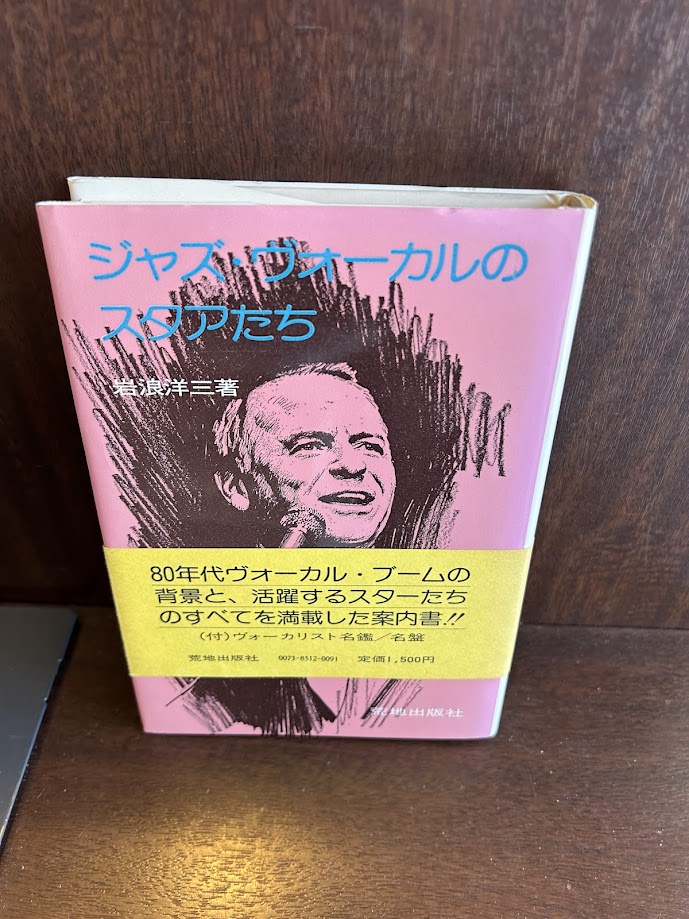 ジャズ・ヴォーカルの
スタアたち
岩浪洋三著
80年代ヴォーカル・ブームの
背景と、活躍するスターたち
のすべてを満載した案内書!!
(付)ヴォーカリスト名鑑/名盤
荒地出版社 0073-8512-0091 定価1,500円
荒地出版社